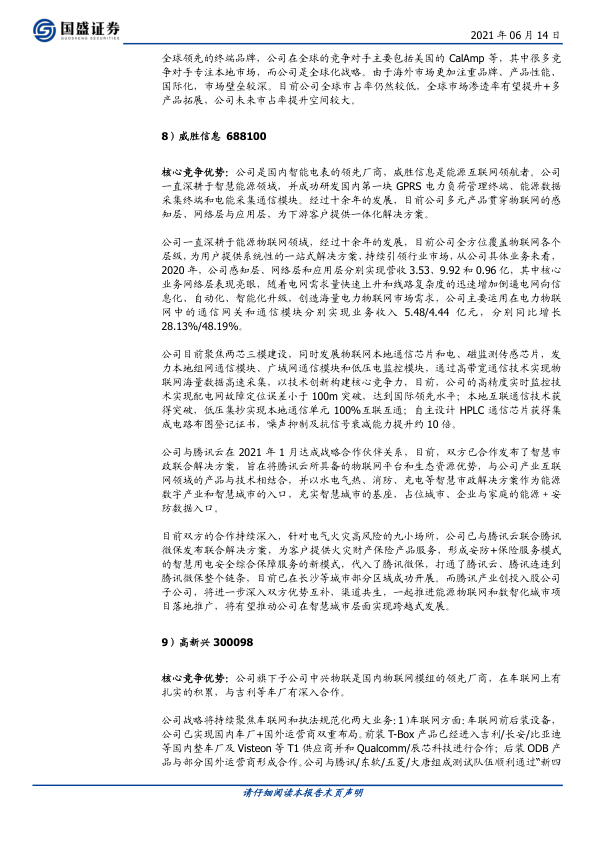 国盛证券
GUOSHENG SECURITIES
2021 年 06 月 14 日
全球领先的终端品牌，公司在全球的竞争对手主要包括美国的 CalAmp 等，其中很多竞
争对手专注本地市场，而公司是全球化战略。由于海外市场更加注重品牌、产品性能、
国际化，市场壁垒较深。目前公司全球市占率仍然较低，全球市场渗透率有望提升+多
产品拓展，公司未来市占率提升空间较大。
8）威胜信息 688100
核心竞争优势：公司是国内智能电表的领先厂商，威胜信息是能源互联网领航者。公司
一直深耕于智慧能源领域，并成功研发国内第一块 GPRS 电力负荷管理终端、能源数据
采集终端和电能采集通信模块。经过十余年的发展，目前公司多元产品贯穿物联网的感
知层、网络层与应用层，为下游客户提供一体化解决方案。
公司一直深耕于能源物联网领域，经过十余年的发展，目前公司全方位覆盖物联网各个
层级，为用户提供系统性的一站式解决方案，持续引领行业市场，从公司具体业务来看，
2020 年，公司感知层、网络层和应用层分别实现营收 3.53、9.92 和 0.96 亿，其中核心
业务网络层表现亮眼，随着电网需求量快速上升和线路复杂度的迅速增加倒逼电网向信
息化，自动化、智能化升级，创造海量电力物联网市场需求，公司主要运用在电力物联
网中的通信网关和通信模块分别实现业务收入 5.48/4.44 亿元，分别同比增长
28.13%/48.19%。
公司目前聚焦两芯三模建设，同时发展物联网本地通信芯片和电、磁监测传感芯片，发
力本地组网通信模块、广域网通信模块和低压电监控模块，通过高带宽通信技术实现物
联网海量数据高速采集，以技术创新构建核心竞争力，目前，公司的高精度实时监控技
术实现配电网故障定位误差小于 100m 突破，达到国际领先水平；本地互联通信技术获
得突破，低压集抄实现本地通信单元 100%互联互通；自主设计 HPLC 通信芯片获得集
成电路布图登记证书，噪声抑制及抗信号衰减能力提升约 10 倍。
公司与腾讯云在 2021 年 1 月达成战略合作伙伴关系，目前，双方已合作发布了智慧市
政联合解决方案，旨在将腾讯云所具备的物联网平台和生态资源优势，与公司产业互联
网领域的产品与技术相结合，并以水电气热、消防、充电等智慧市政解决方案作为能源
数字产业和智慧城市的入口，充实智慧城市的基座，占位城市、企业与家庭的能源+安
防数据入口。
目前双方的合作持续深入，针对电气火灾高风险的九小场所，公司已与腾讯云联合腾讯
微保发布联合解决方案，为客户提供火灾财产保险产品服务，形成安防+保险服务模式
的智慧用电安全综合保障服务的新模式，代入了腾讯微保，打通了腾讯云、腾讯连连到
腾讯微保整个链条，目前已在长沙等城市部分区域成功开展。而腾讯产业创投入股公司
子公司，将进一步深入双方优势互补，渠道共生，一起推进能源物联网和数智化城市项
目落地推广，将有望推动公司在智慧城市层面实现跨越式发展。
9）高新兴 300098
核心竞争优势：公司旗下子公司中兴物联是国内物联网模组的领先厂商，在车联网上有
扎实的积累，与吉利等车厂有深入合作。
公司战略将持续聚焦车联网和执法规范化两大业务：1）车联网方面：车联网前后装设备，
公司已实现国内车厂+国外运营商双重布局。前装 T-Box 产品已经进入吉利/长安/比亚迪
等国内整车厂及 Visteon 等 T1 供应商并和 Qualcomm/辰芯科技进行合作；后装 ODB 产
品与部分国外运营商形成合作。公司与腾讯/东软/五菱/大唐组成测试队伍顺利通过“新四
请仔细阅读本报告末页声明